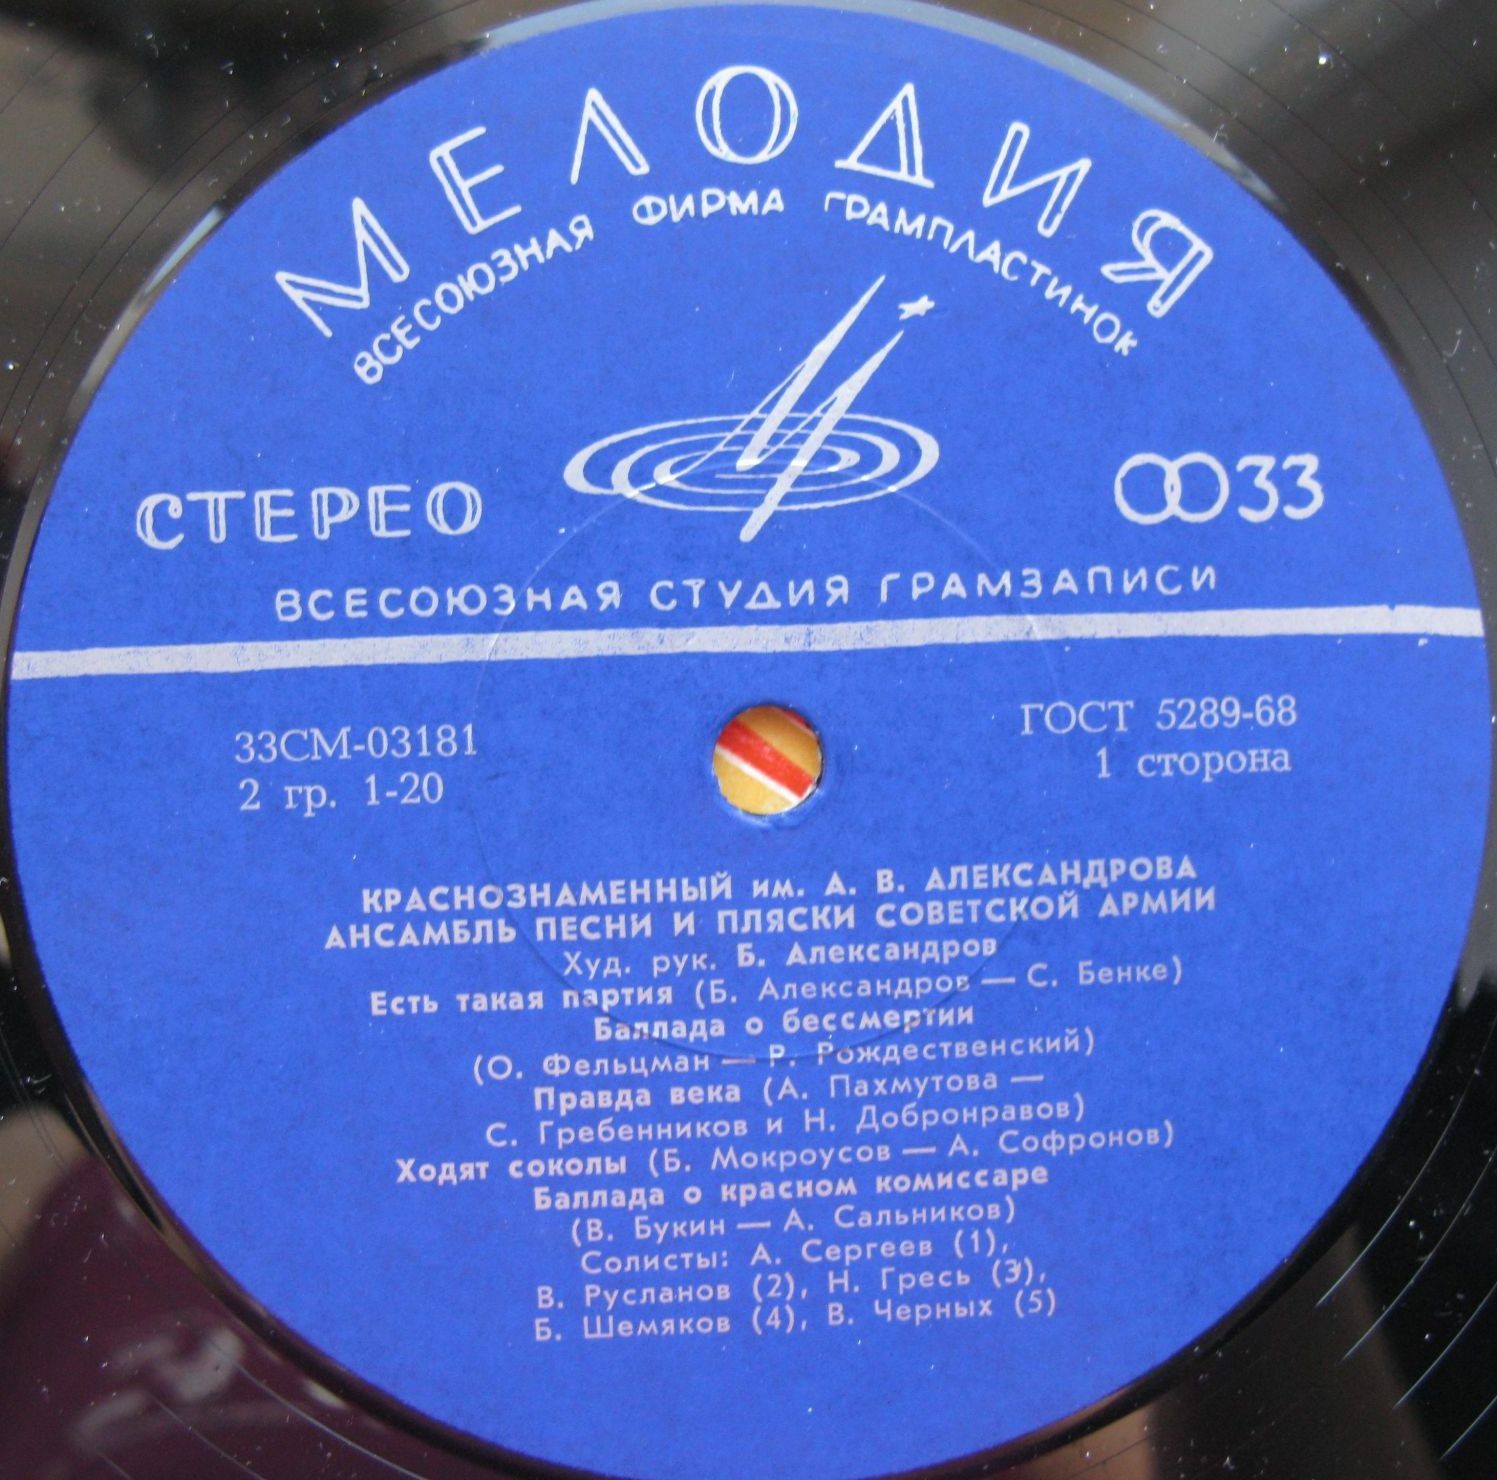 МЕЛОДИЯ
ВСЕСОЮЗНАЯ ФИРМА ГРАМПЛАСТИНОК
СТЕРЕО
33
ВСЕСОЮЗНАЯ СТУДИЯ ГРАМЗАПИСИ
33СМ-03181
2 гр. 1-20
ГОСТ 5289-68
1 сторона
КРАСНОЗНАМЕННЫЙ им. А. В. АЛЕКСАНДРОВА
АНСАМБЛЬ ПЕСНИ И ПЛЯСКИ СОВЕТСКОЙ АРМИИ
Худ. рук. Б. Александров
Есть такая партия (Б. Александров — С. Бенке)
Баллада о бессмертии
(О. Фельцман — Р. Рождественский)
Правда века (А. Пахмутова —
С. Гребенников и Н. Добронравов)
Ходят соколы (Б. Мокроусов — А. Софронов)
Баллада о красном комиссаре
(В. Букин — А. Сальников)
Солисты: А. Сергеев (1),
В. Русланов (2), Н. Гресь (3),
Б. Шемяков (4), В. Черных (5)